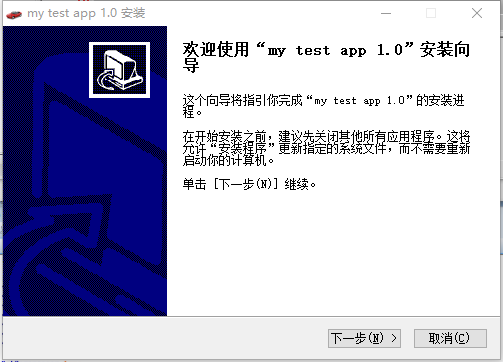 my test app 1.0 安装
欢迎使用“my test app 1.0”安装向
导
这个向导将指引你完成“my test app 1.0”的安装进
程。
在开始安装之前，建议先关闭其他所有应用程序。这将
允许“安装程序”更新指定的系统文件，而不需要重新
启动你的计算机。
单击 [下一步(N)] 继续。
下一步(N) >
取消(C)